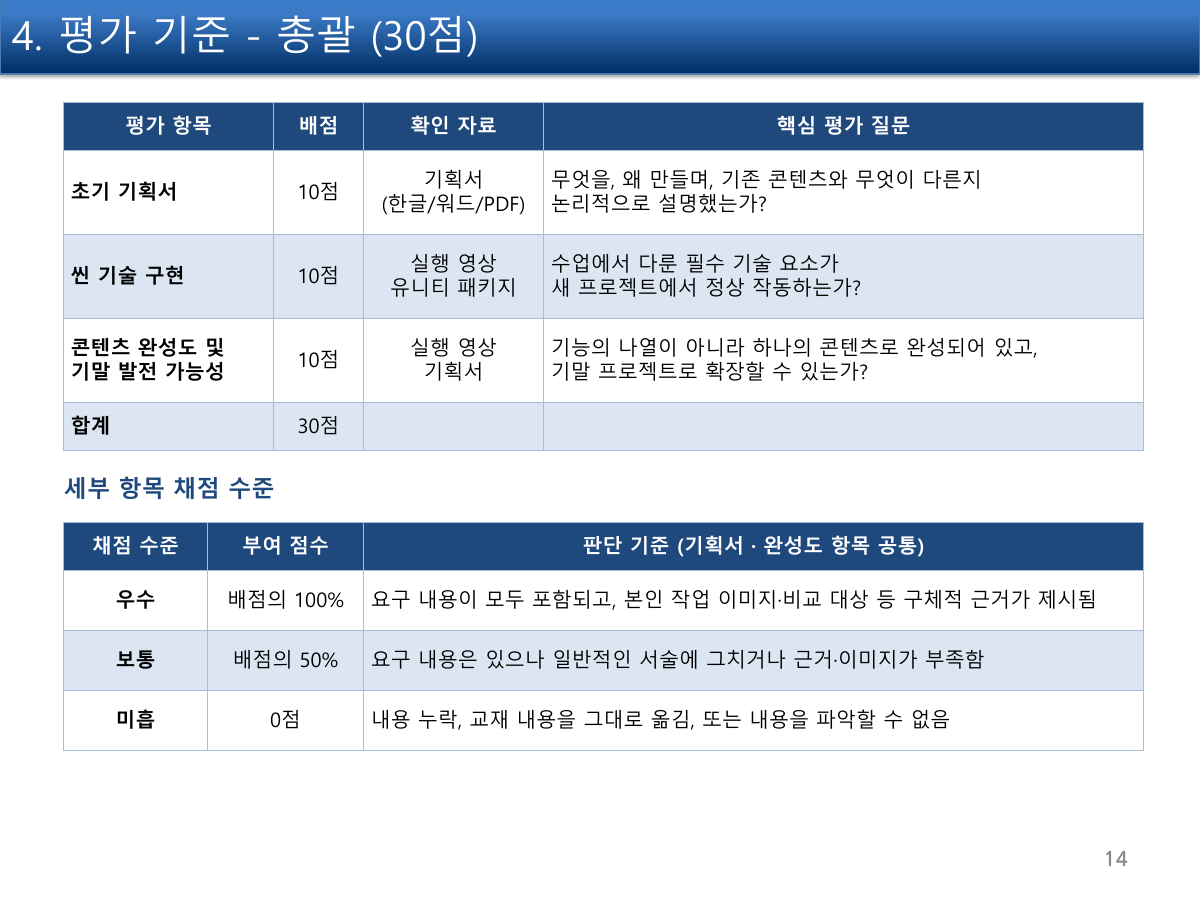 4. 평가 기준 - 총괄 (30점)
평가 항목 배점 확인 자료 핵심 평가 질문
초기 기획서 10점 기획서
(한글/워드/PDF) 무엇을, 왜 만들며, 기존 콘텐츠와 무엇이 다른지
논리적으로 설명했는가?
씬 기술 구현 10점 실행 영상
유니티 패키지 수업에서 다룬 필수 기술 요소가
새 프로젝트에서 정상 작동하는가?
콘텐츠 완성도 및
기말 발전 가능성 10점 실행 영상
기획서 기능의 나열이 아니라 하나의 콘텐츠로 완성되어 있고,
기말 프로젝트로 확장할 수 있는가?
합계 30점
세부 항목 채점 수준
채점 수준 부여 점수 판단 기준 (기획서 · 완성도 항목 공통)
우수 배점의 100% 요구 내용이 모두 포함되고, 본인 작업 이미지·비교 대상 등 구체적 근거가 제시됨
보통 배점의 50% 요구 내용은 있으나 일반적인 서술에 그치거나 근거·이미지가 부족함
미흡 0점 내용 누락, 교재 내용을 그대로 옮김, 또는 내용을 파악할 수 없음
14